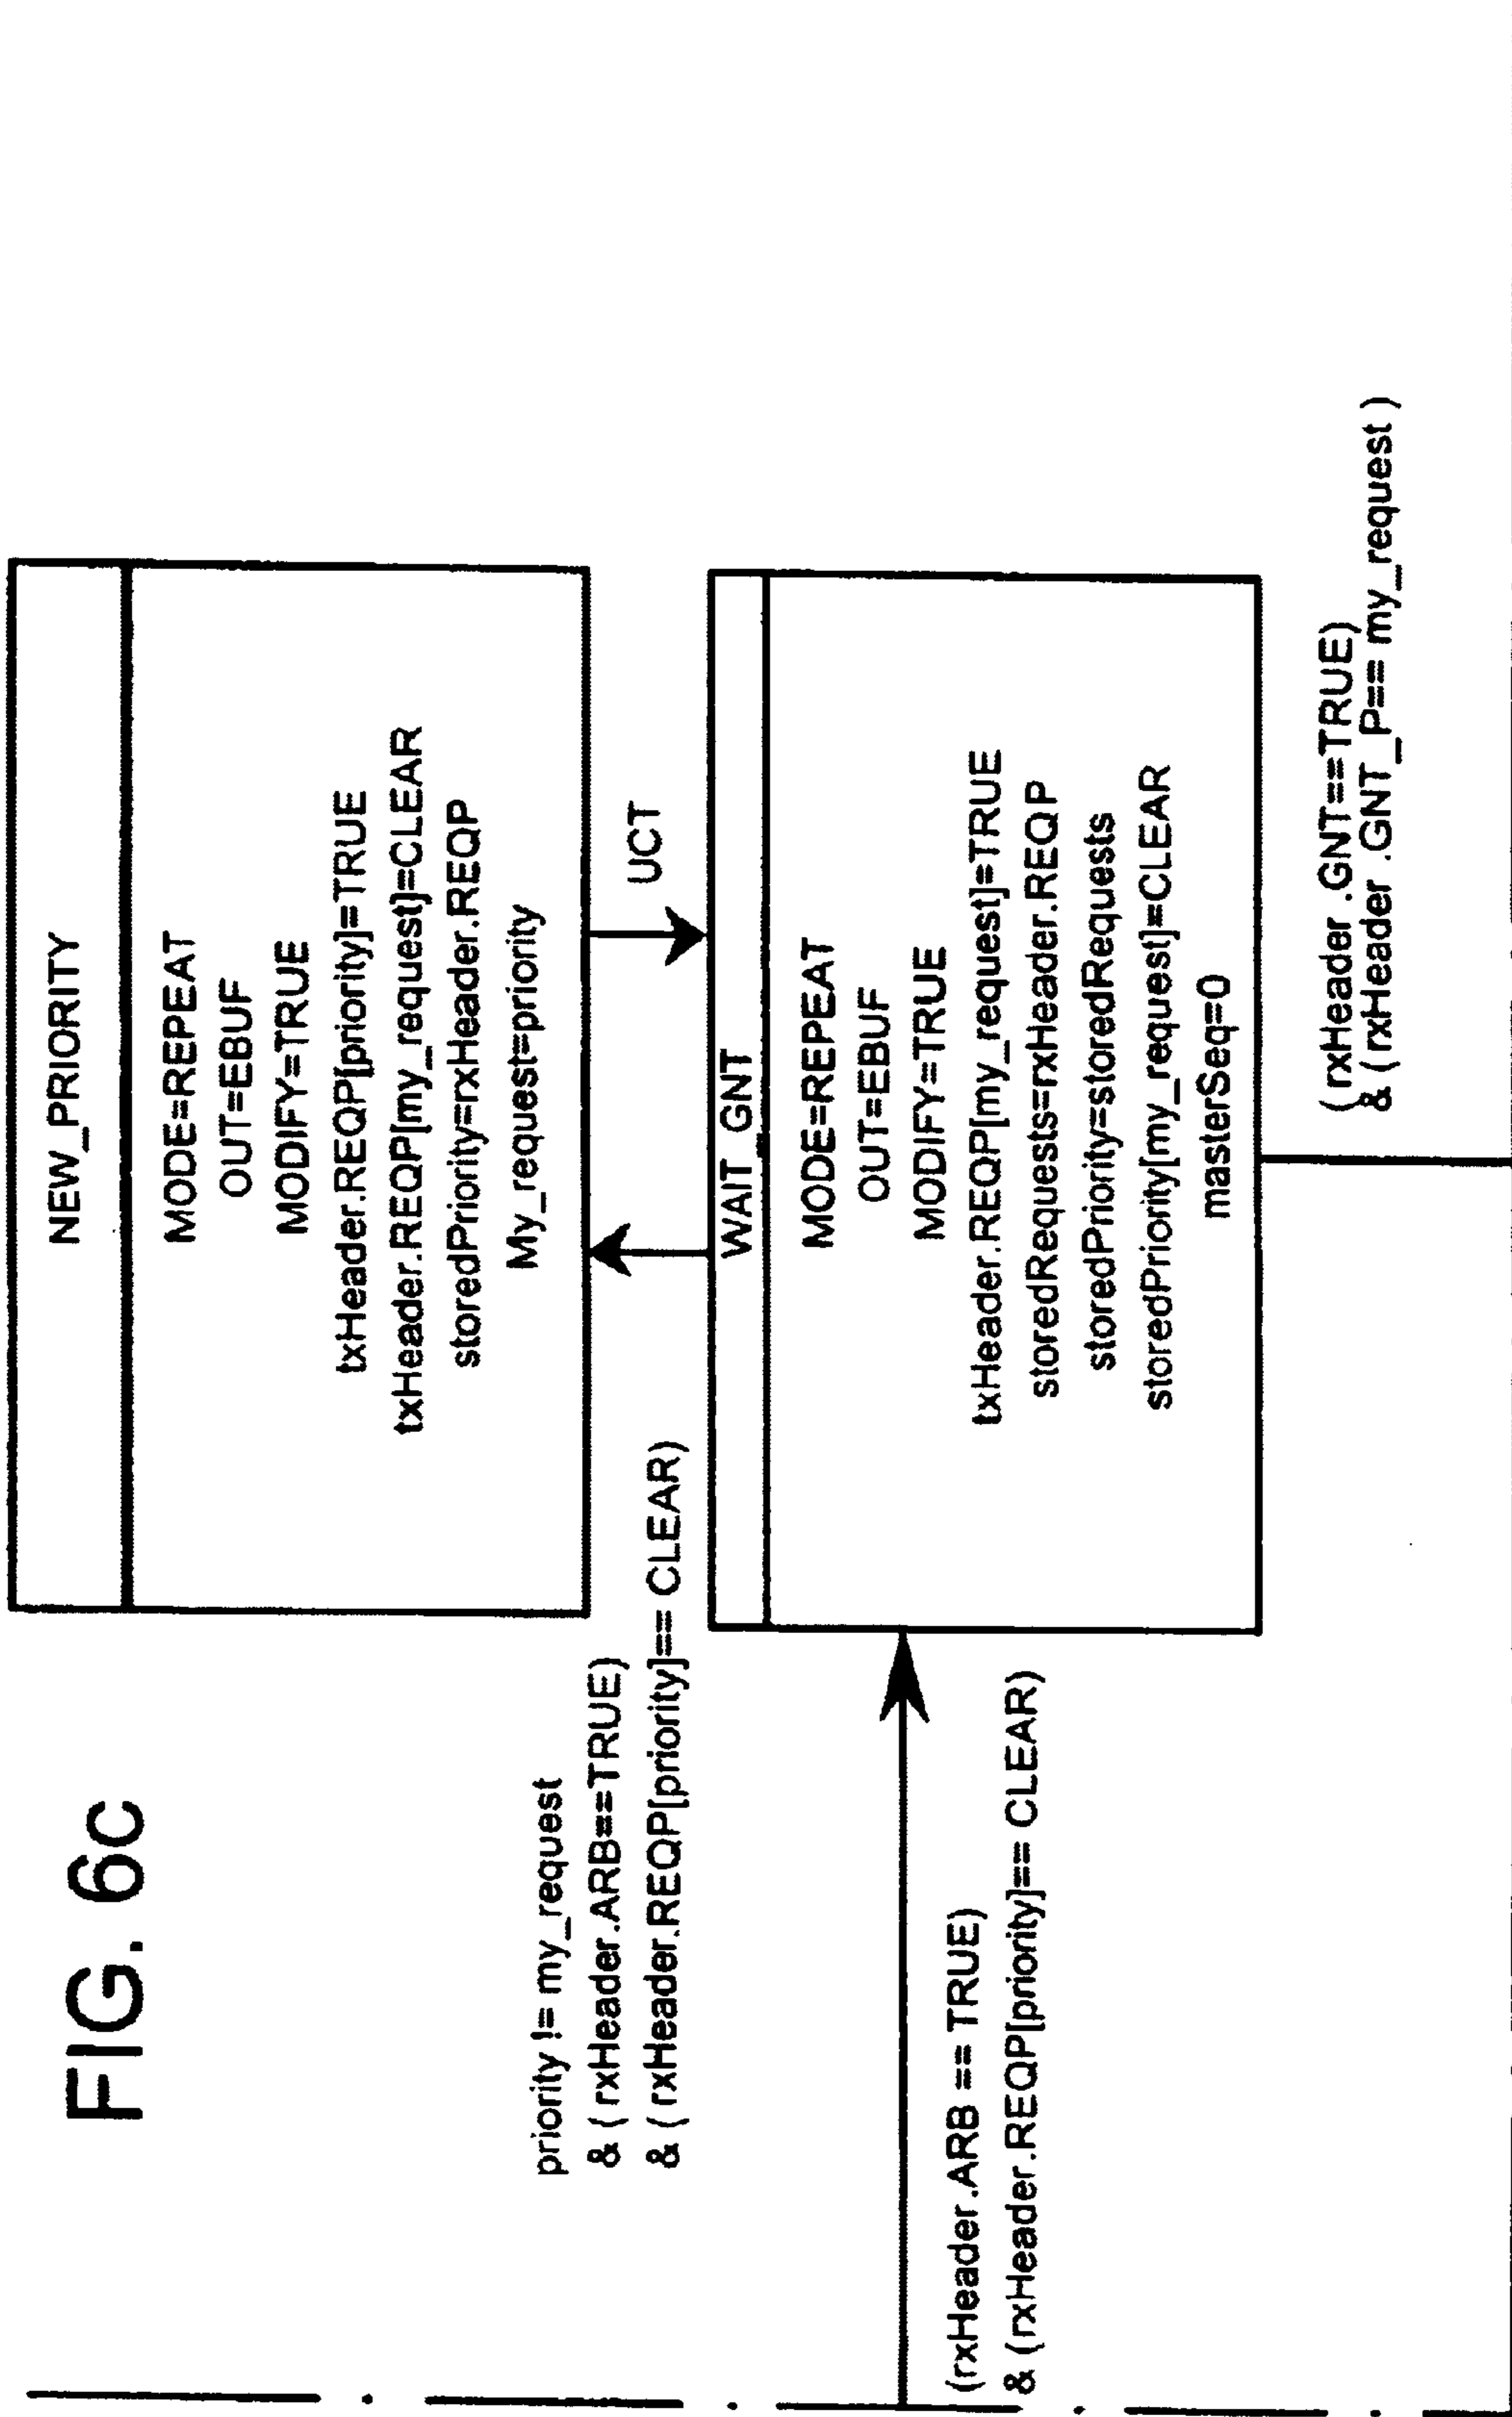 FIG. 6c
NEW_PRIORITY
MODE=REPEAT
OUT=EBUF
MODIFY=TRUE
txHeader.REQP[priority]=TRUE
txHeader.REQP[my_request]=CLEAR
storedPriority=rxHeader.REQP
My_request=priority
priority != my_request
& ( rxHeader.ARB==TRUE)
& ( rxHeader.REQP[priority]== CLEAR)
UCT
WAIT_GNT
MODE=REPEAT
OUT=EBUF
MODIFY=TRUE
txHeader.REQP[my_request]=TRUE
storedRequests=rxHeader.REQP
storedPriority=storedRequests
storedPriority[my_request]=CLEAR
masterSeq=0
(rxHeader.ARB == TRUE)
& ((rxHeader.REQP[priority]== CLEAR)
( rxHeader .GNT==TRUE)
& ( rxHeader .GNT_P== my_request )